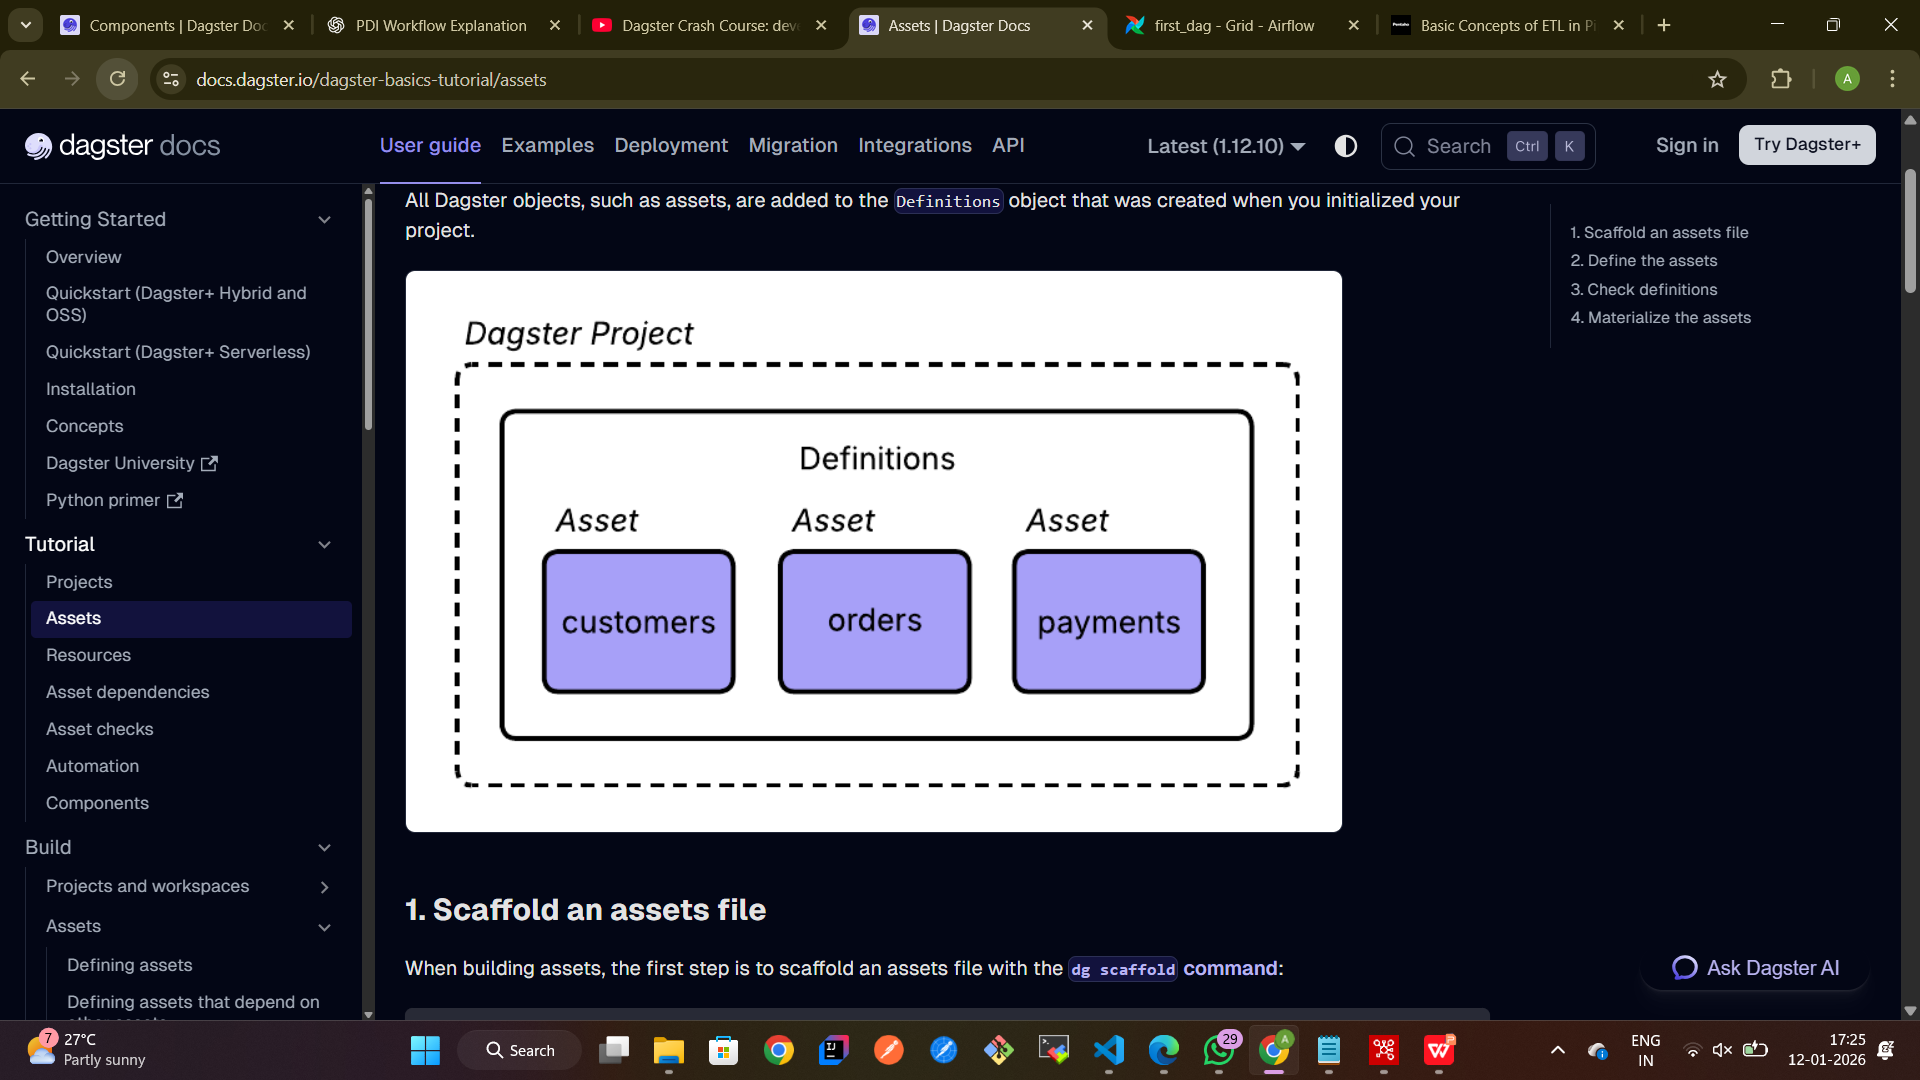 Components | Dagster Doc
PDI Workflow Explanation
Dagster Crash Course: deve
Assets | Dagster Docs
first_dag - Grid - Airflow
Basic Concepts of ETL in P
docs.dagster.io/dagster-basics-tutorial/assets
A
dagster docs
User guide
Examples
Deployment
Migration
Integrations
API
Latest (1.12.10)
Search
Ctrl
K
Sign in
Try Dagster+
Getting Started
Overview
Quickstart (Dagster+ Hybrid and
OSS)
Quickstart (Dagster+ Serverless)
Installation
Concepts
Dagster University
Python primer
Tutorial
Projects
Assets
Resources
Asset dependencies
Asset checks
Automation
Components
Build
Projects and workspaces
Assets
Defining assets
Defining assets that depend on
other assets
All Dagster objects, such as assets, are added to the Definitions object that was created when you initialized your
project.
Dagster Project
Definitions
Asset
Asset
Asset
customers
orders
payments
1. Scaffold an assets file
When building assets, the first step is to scaffold an assets file with the dg scaffold command:
1. Scaffold an assets file
2. Define the assets
3. Check definitions
4. Materialize the assets
Ask Dagster AI
7
27°C
Partly sunny
Search
29
A
ENG
IN
17:25
12-01-2026